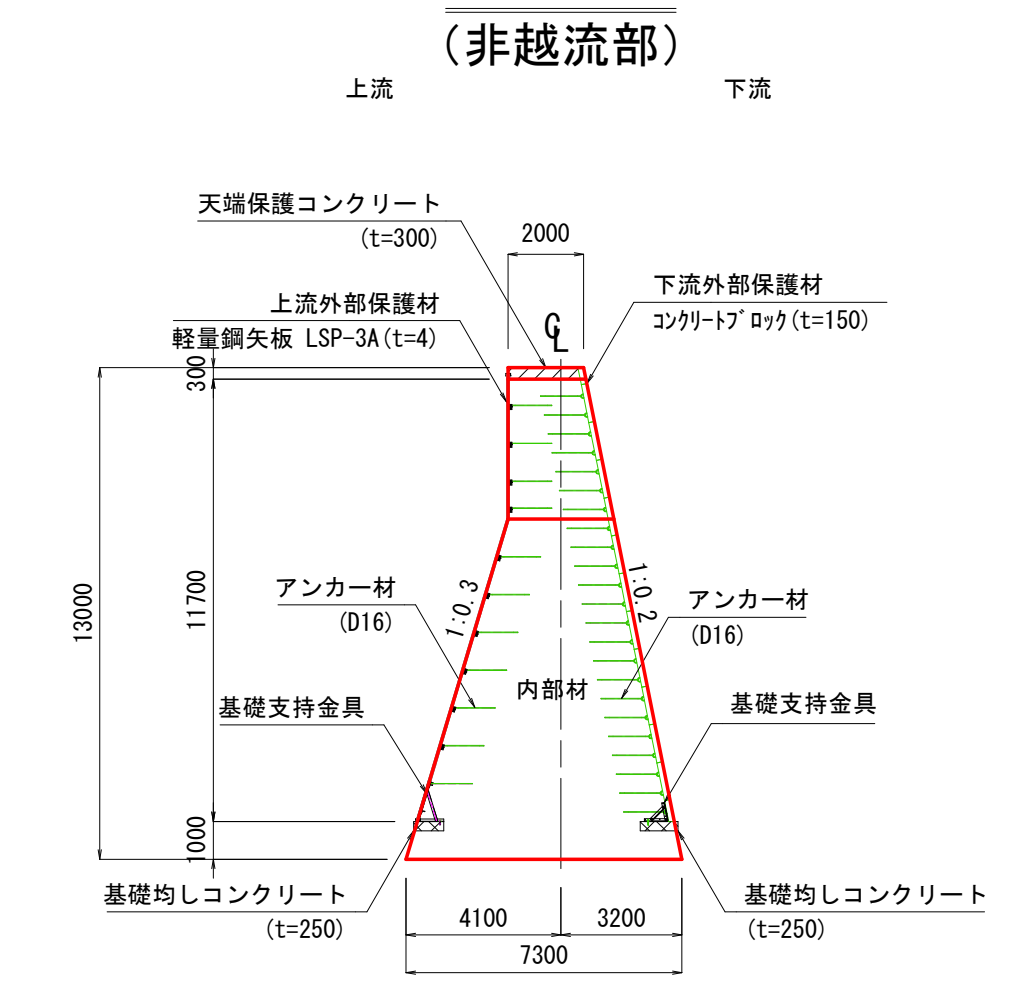 (非越流部)
上流
下流
天端保護コンクリート
(t=300)
2000
上流外部保護材
軽量鋼矢板 LSP-3A(t=4)
下流外部保護材
コンクリートブロック(t=150)
CL
300
13000
11700
1000
アンカー材
(D16)
1:0.3
1:0.2
アンカー材
(D16)
内部材
基礎支持金具
基礎支持金具
基礎均しコンクリート
(t=250)
基礎均しコンクリート
(t=250)
4100
3200
7300